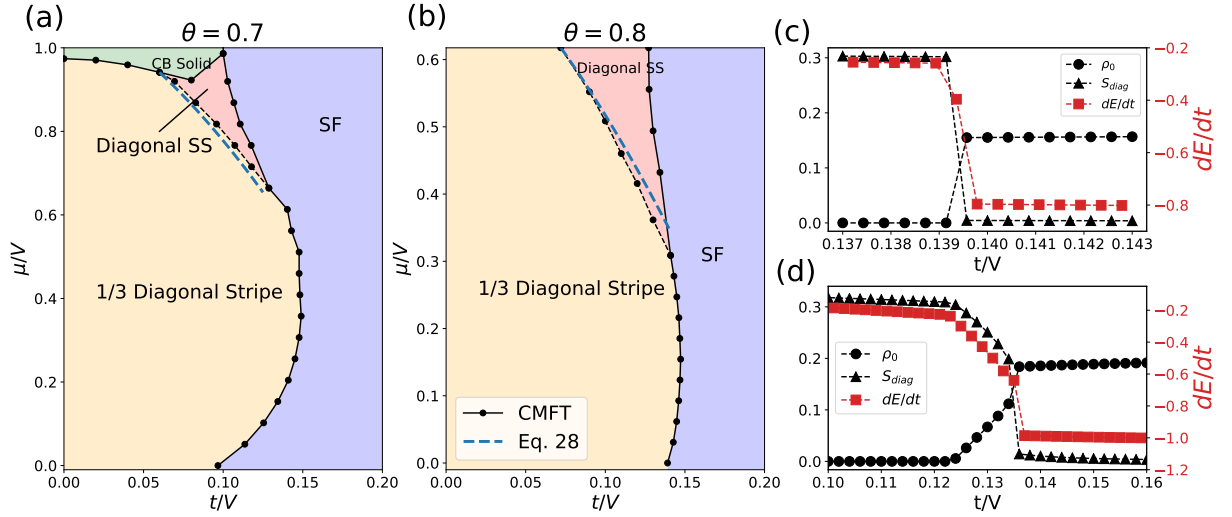 (a)
θ = 0.7
1.0
0.8
0.6
0.4
0.2
0.0
μ/V
CB Solid
Diagonal SS
SF
1/3 Diagonal Stripe
0.00
0.05
0.10
0.15
0.20
t/V
(b)
θ = 0.8
0.6
0.5
0.4
0.3
0.2
0.1
0.0
μ/V
Diagonal SS
SF
1/3 Diagonal Stripe
CMFT
Eq. 28
0.00
0.05
0.10
0.15
0.20
t/V
(c)
0.3
0.2
0.1
0.0
ρ0
Sdiag
dE/dt
−0.2
−0.4
−0.6
−0.8
−1.0
dE/dt
0.137
0.138
0.139
0.140
0.141
0.142
0.143
t/V
(d)
0.3
0.2
0.1
0.0
ρ0
Sdiag
dE/dt
−0.2
−0.4
−0.6
−0.8
−1.0
−1.2
dE/dt
0.10
0.11
0.12
0.13
0.14
0.15
0.16
t/V